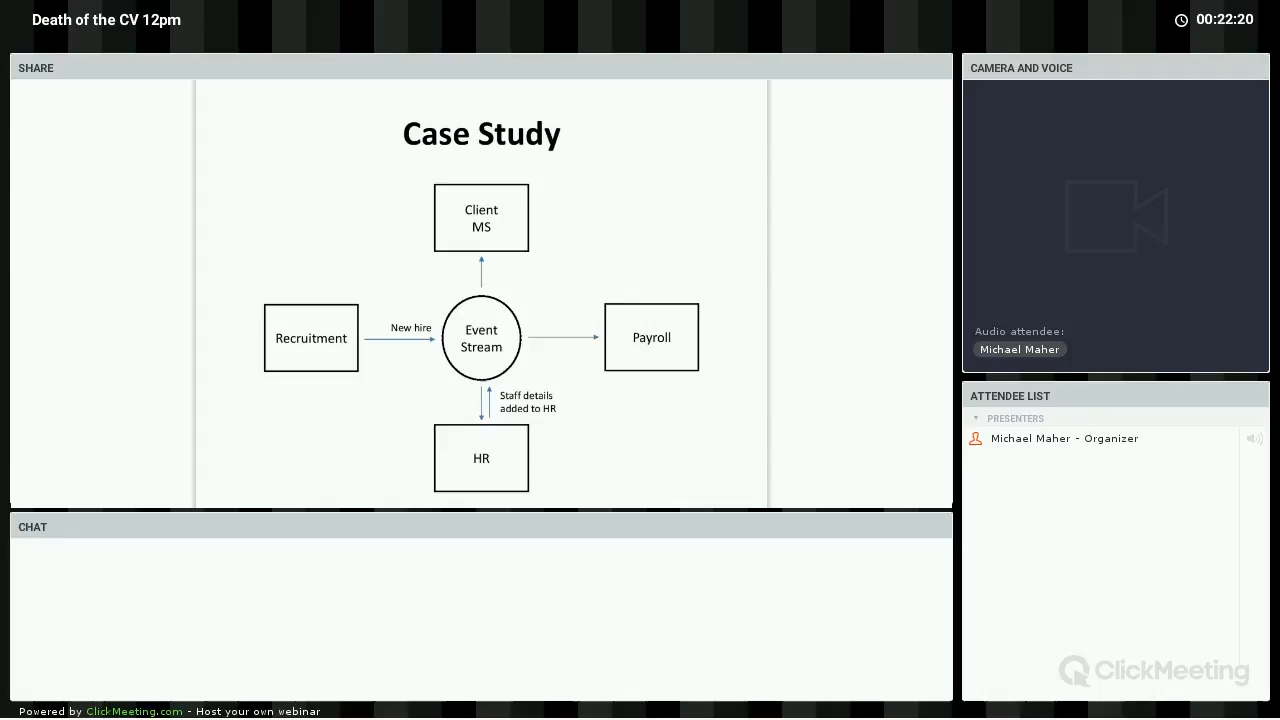 Death of the CV 12pm
00:22:20
SHARE
Case Study
Client
MS
Recruitment
New hire
Event
Stream
Payroll
Staff details
added to HR
HR
CHAT
CAMERA AND VOICE
Audio attendee:
Michael Maher
ATTENDEE LIST
PRESENTERS
Michael Maher - Organizer
ClickMeeting
Powered by ClickMeeting.com - Host your own webinar